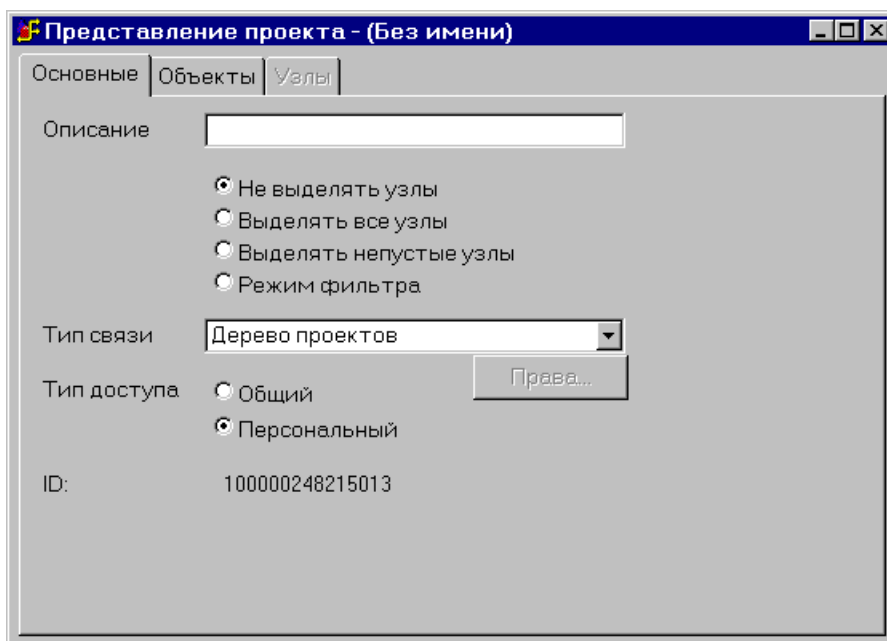 Представление проекта - (Без имени)
Основные Объекты Узлы
Описание
Не выделять узлы
Выделять все узлы
Выделять непустые узлы
Режим фильтра
Тип связи Дерево проектов
Права...
Тип доступа Общий
Персональный
ID: 100000248215013